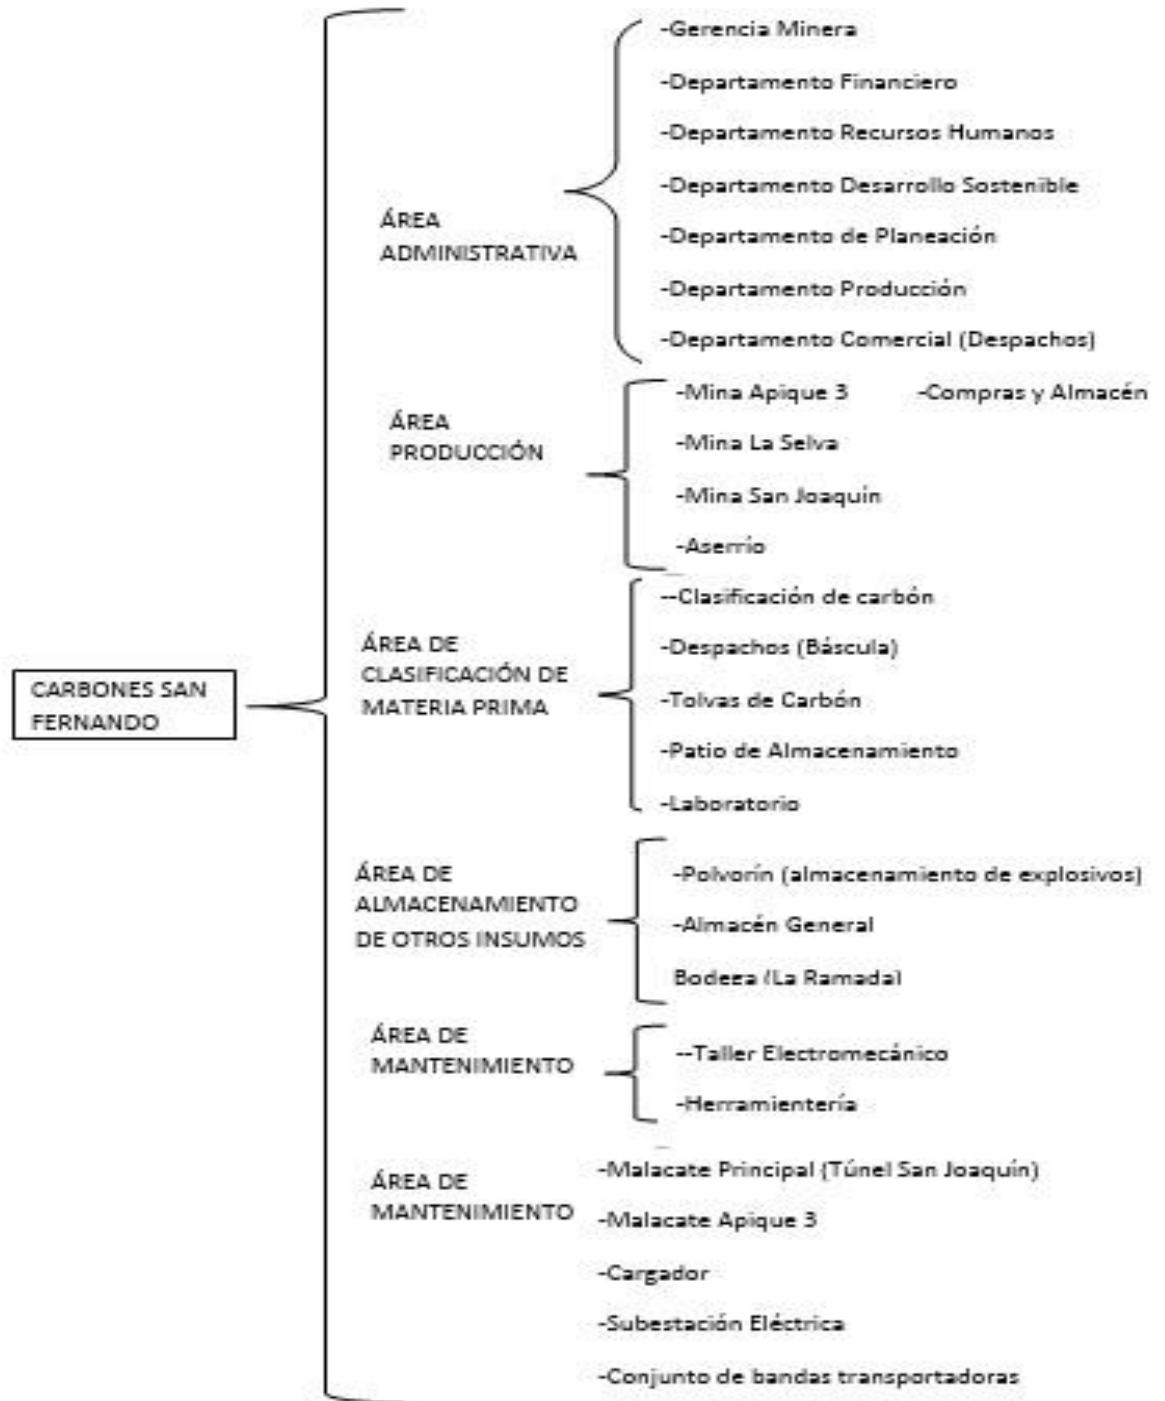 -Gerencia Minera
-Departamento Financiero
-Departamento Recursos Humanos
-Departamento Desarrollo Sostenible
ÁREA
ADMINISTRATIVA
-Departamento de Planeación
-Departamento Producción
-Departamento Comercial (Despachos)
ÁREA
PRODUCCIÓN
-Mina Apique 3 -Compras y Almacén
-Mina La Selva
-Mina San Joaquín
-Aserrío
ÁREA DE
CLASIFICACIÓN DE
MATERIA PRIMA
--Clasificación de carbón
-Despachos (Báscula)
-Tolvas de Carbón
-Patio de Almacenamiento
-Laboratorio
CARBONES SAN
FERNANDO
ÁREA DE
ALMACENAMIENTO
DE OTROS INSUMOS
-Polvorín (almacenamiento de explosivos)
-Almacén General
Bodega (La Ramada)
ÁREA DE
MANTENIMIENTO
--Taller Electromecánico
-Herramientería
ÁREA DE
MANTENIMIENTO
-Malacate Principal (Túnel San Joaquín)
-Malacate Apique 3
-Cargador
-Subestación Eléctrica
-Conjunto de bandas transportadoras